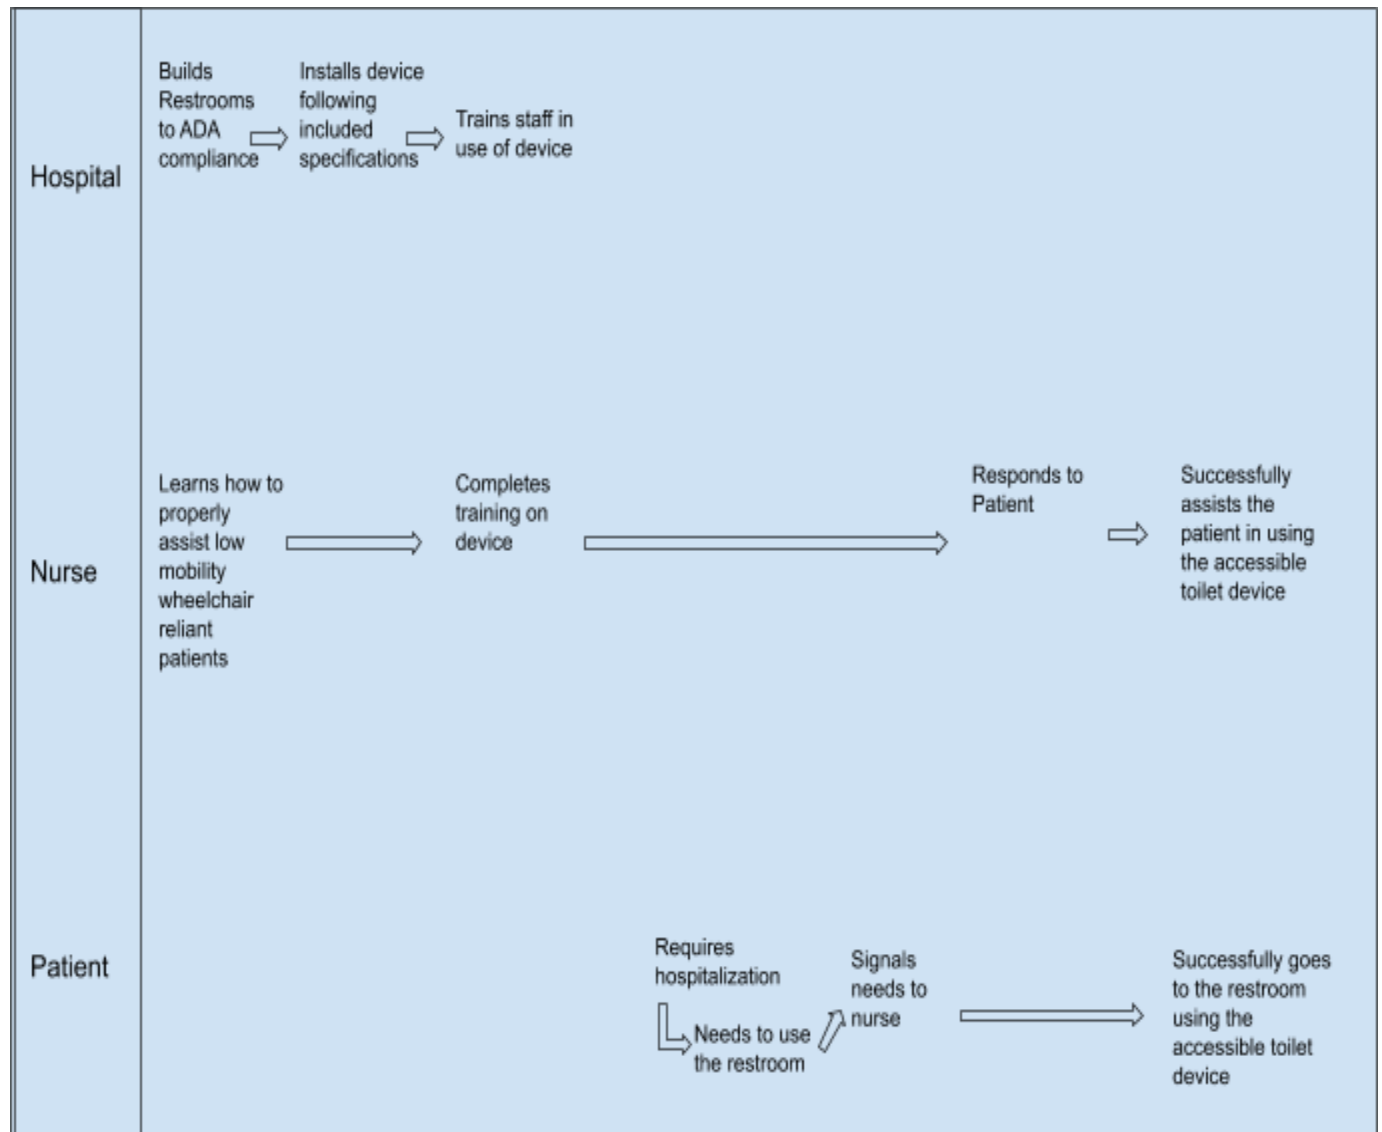 Hospital
Builds
Restrooms
to ADA
compliance
Installs device
following
included
specifications
Trains staff in
use of device
Nurse
Learns how to
properly
assist low
mobility
wheelchair
reliant
patients
Completes
training on
device
Responds to
Patient
Successfully
assists the
patient in using
the accessible
toilet device
Patient
Requires
hospitalization
Needs to use
the restroom
Signals
needs to
nurse
Successfully goes
to the restroom
using the
accessible toilet
device